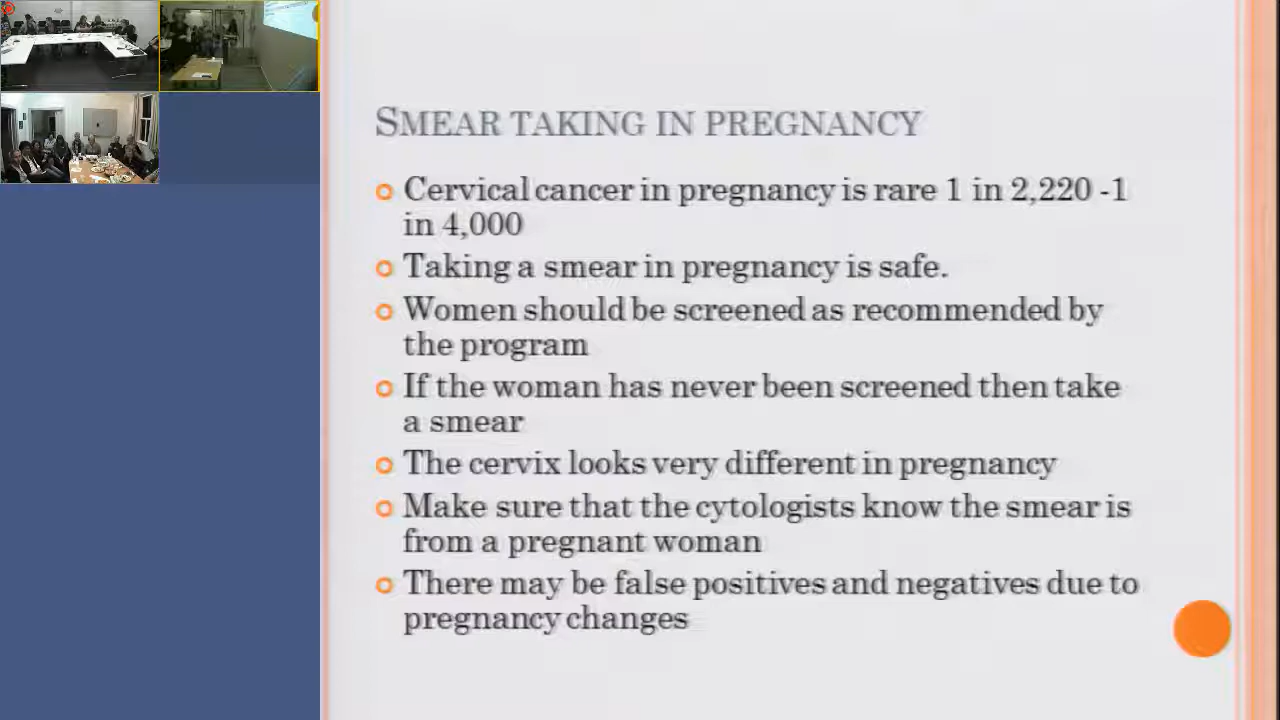 SMEAR TAKING IN PREGNANCY
Cervical cancer in pregnancy is rare 1 in 2,220 -1
in 4,000
Taking a smear in pregnancy is safe.
Women should be screened as recommended by
the program
If the woman has never been screened then take
a smear
The cervix looks very different in pregnancy
Make sure that the cytologists know the smear is
from a pregnant woman
There may be false positives and negatives due to
pregnancy changes